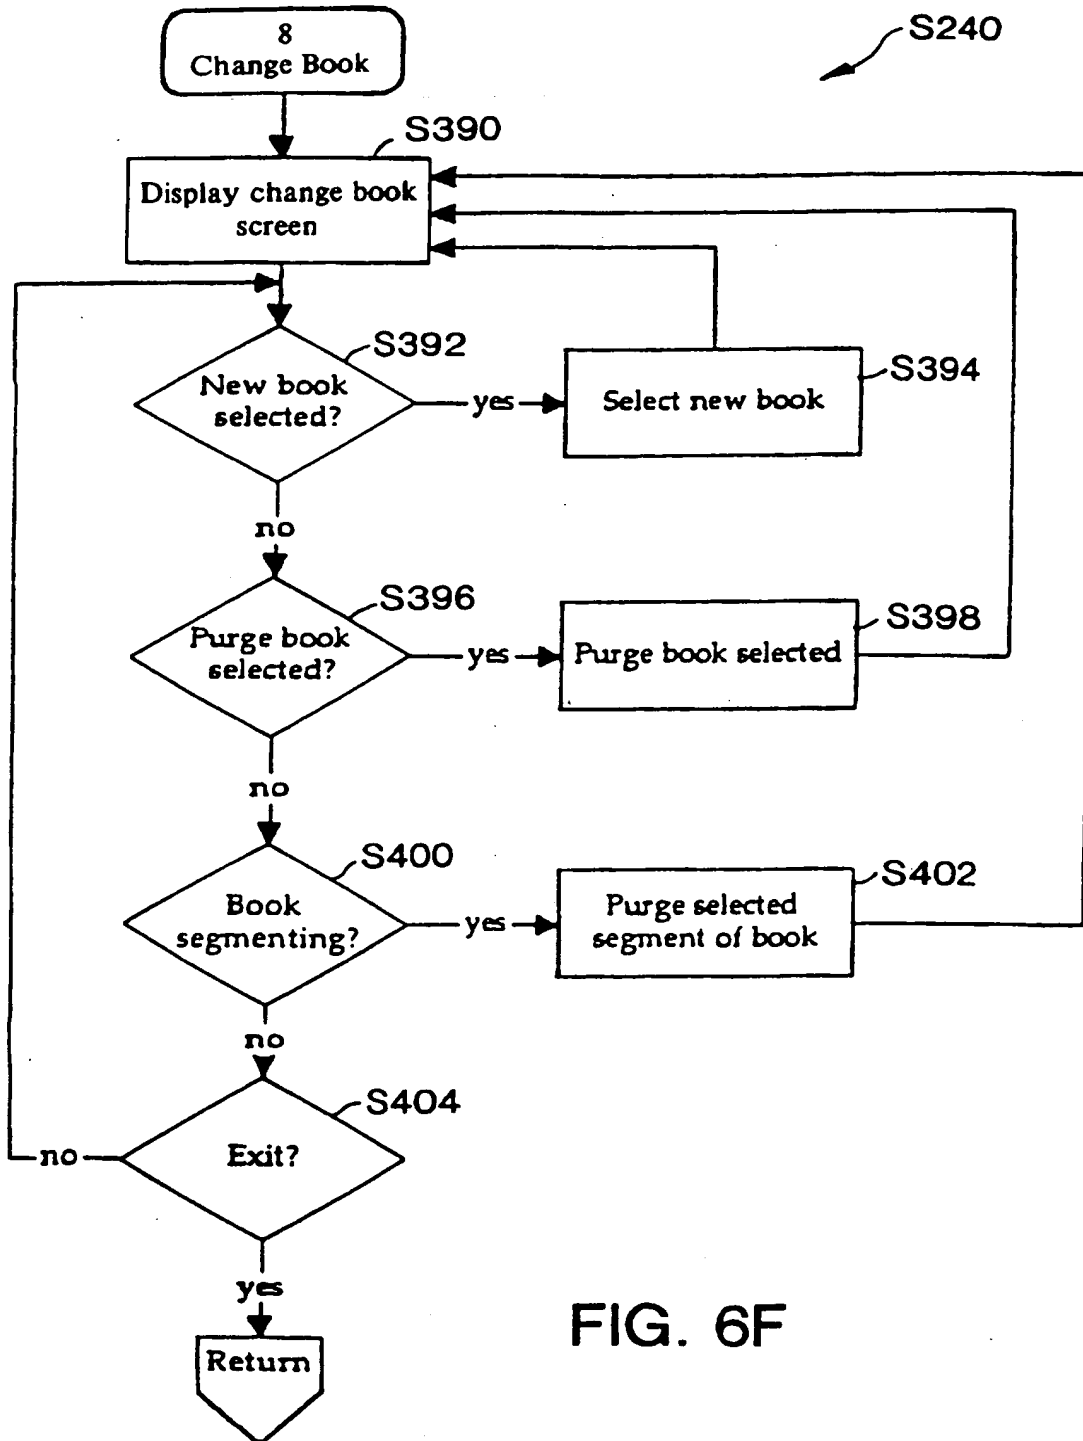 8
Change Book
S240
S390
Display change book
screen
S392
New book
selected?
yes
S394
Select new book
no
S396
Purge book
selected?
yes
S398
Purge book selected
no
S400
Book
segmenting?
yes
S402
Purge selected
segment of book
no
S404
Exit?
no
yes
Return
FIG. 6F